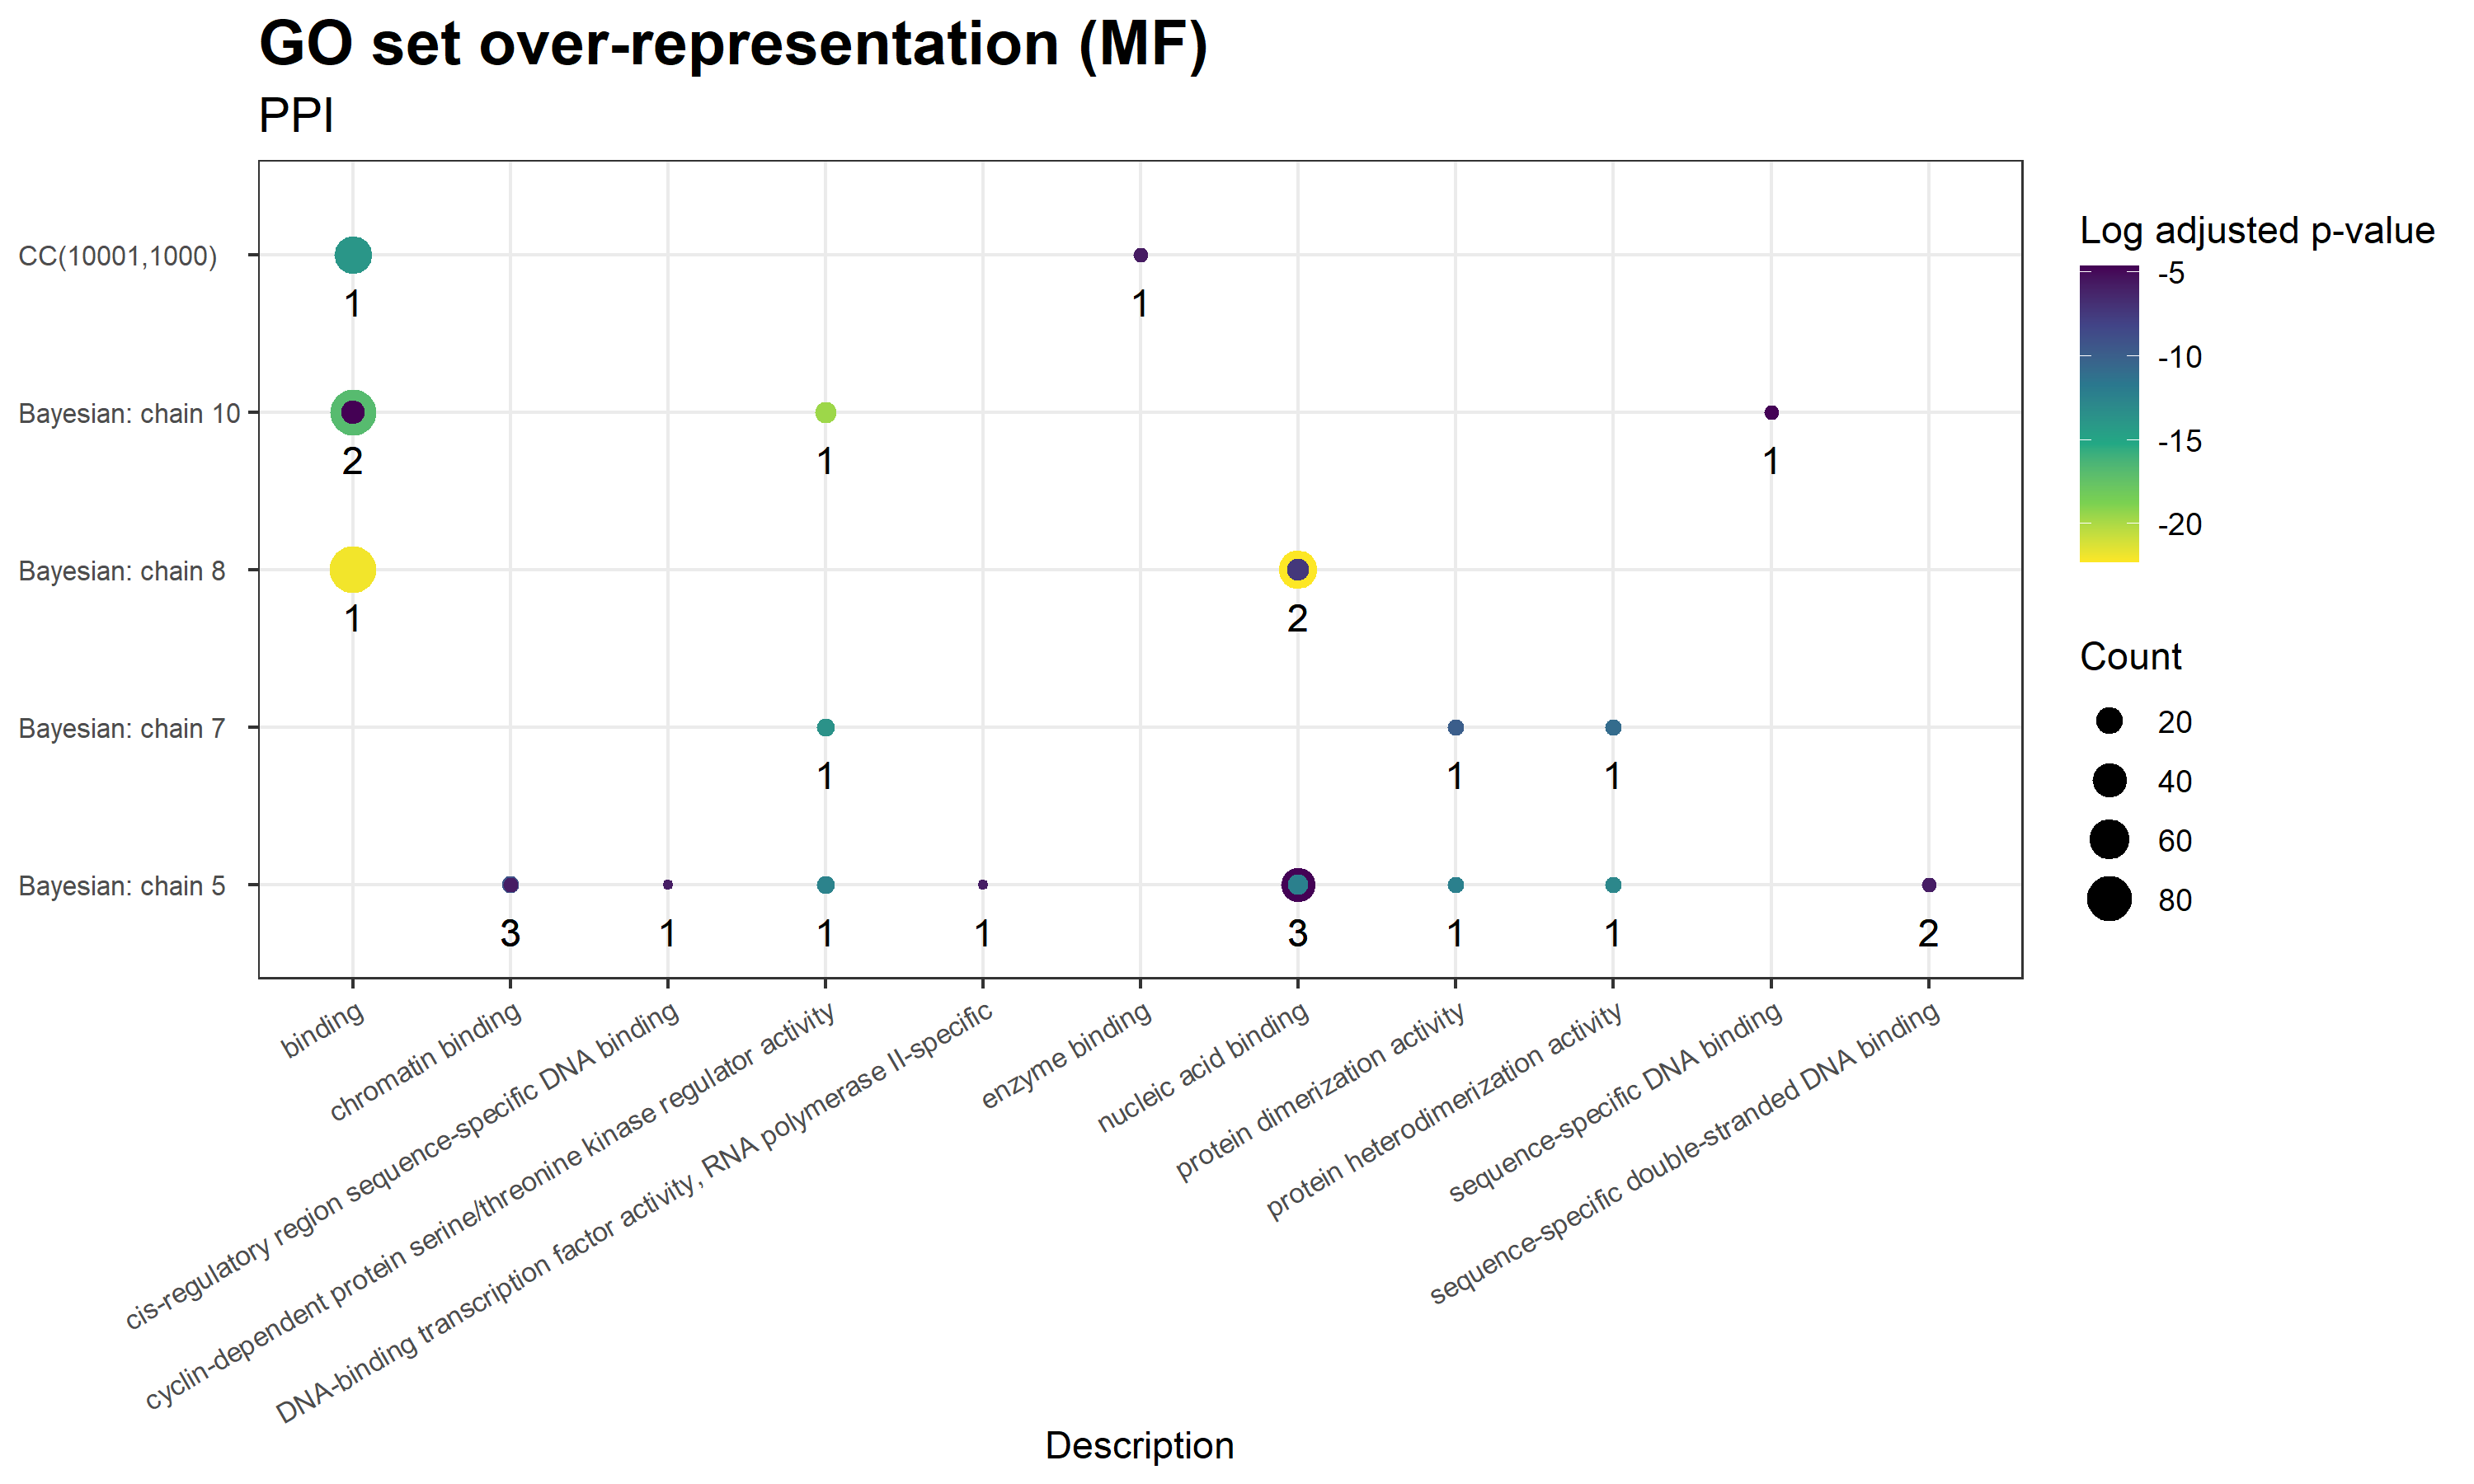 GO set over-representation (MF)
PPI
CC(10001,1000)
1
1
Bayesian: chain 10
2
1
1
Bayesian: chain 8
1
2
Bayesian: chain 7
1
1
1
Bayesian: chain 5
3
1
1
1
3
1
1
2
binding
chromatin binding
cis-regulatory region sequence-specific DNA binding
cyclin-dependent protein serine/threonine kinase regulator activity
DNA-binding transcription factor activity, RNA polymerase II-specific
enzyme binding
nucleic acid binding
protein dimerization activity
protein heterodimerization activity
sequence-specific DNA binding
sequence-specific double-stranded DNA binding
Description
Log adjusted p-value
-5
-10
-15
-20
Count
20
40
60
80